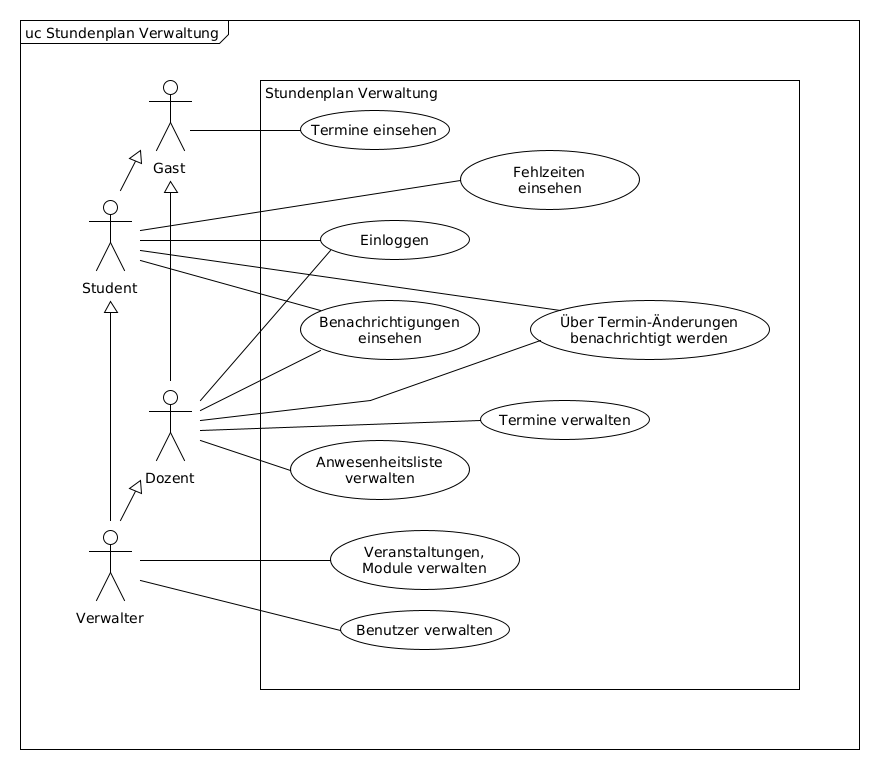 uc Stundenplan Verwaltung
Stundenplan Verwaltung
Termine einsehen
Gast
Fehlzeiten
einsehen
Einloggen
Student
Benachrichtigungen
einsehen
Über Termin-Änderungen
benachrichtigt werden
Termine verwalten
Anwesenheitsliste
verwalten
Dozent
Veranstaltungen,
Module verwalten
Verwalter
Benutzer verwalten